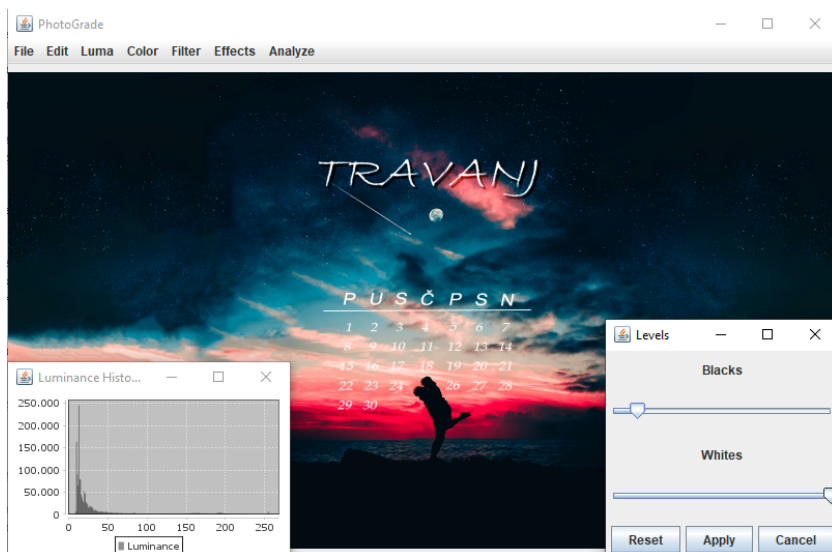 PhotoGrade
File Edit Luma Color Filter Effects Analyze
TRAVANJ
P U S Č P S N
1 2 3 4 5 6 7
8 9 10 11 12 13 14
15 16 17 18 19 20 21
22 23 24 26 27 28
29 30
Luminance Histo...
250.000
200.000
150.000
100.000
50.000
0
0 50 100 150 200 250
Luminance
Levels
Blacks
Whites
Reset Apply Cancel